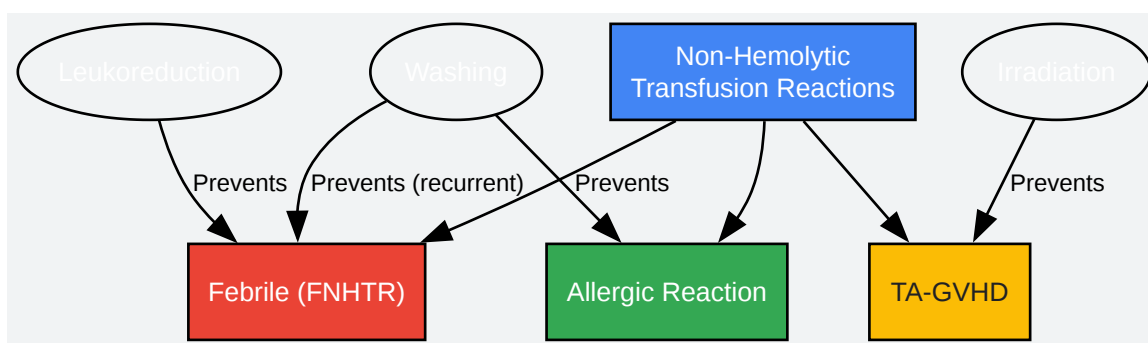 Leukoreduction
Washing
Non-Hemolytic
Transfusion Reactions
Irradiation
Prevents
Prevents (recurrent)
Prevents
Prevents
Febrile (FNHTR)
Allergic Reaction
TA-GVHD